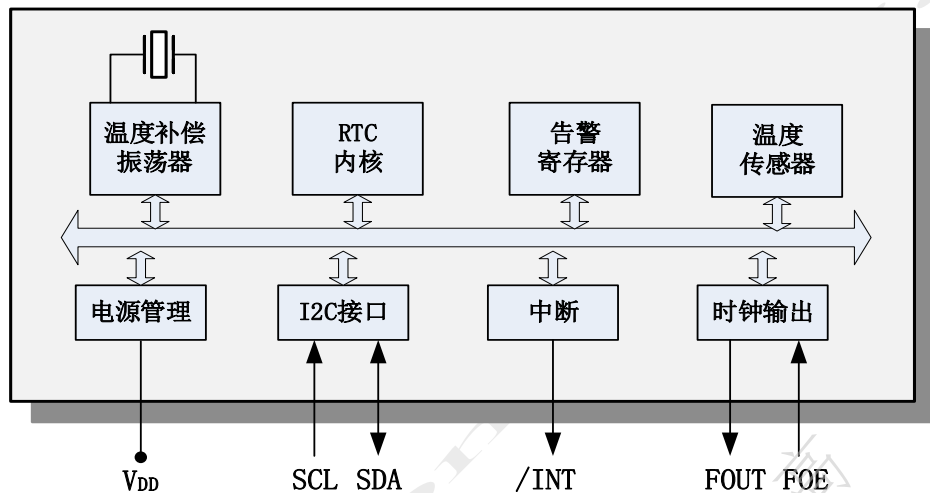 温度补偿
振荡器
RTC
内核
告警
寄存器
温度
传感器
电源管理
I2C接口
中断
时钟输出
VDD
SCL SDA
/INT
FOUT FOE